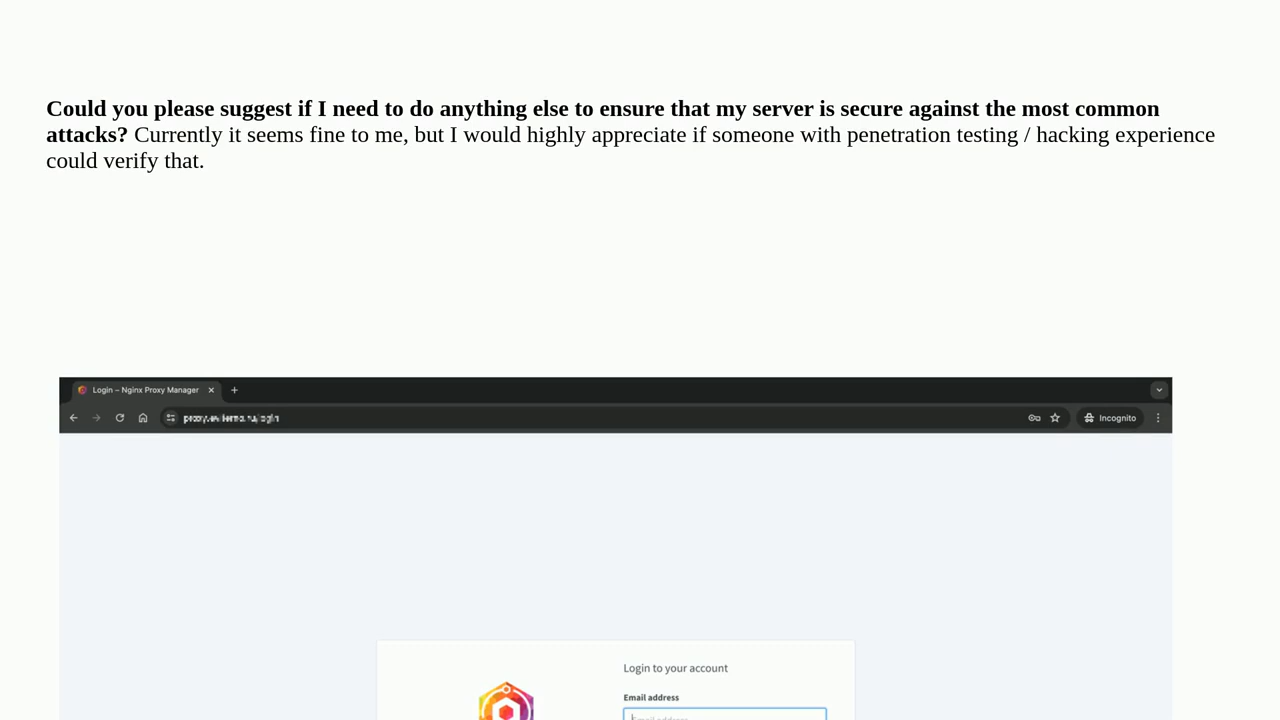 Could you please suggest if I need to do anything else to ensure that my server is secure against the most common
attacks? Currently it seems fine to me, but I would highly appreciate if someone with penetration testing / hacking experience
could verify that.
Login – Nginx Proxy Manager
Incognito
Login to your account
Email address
Email address